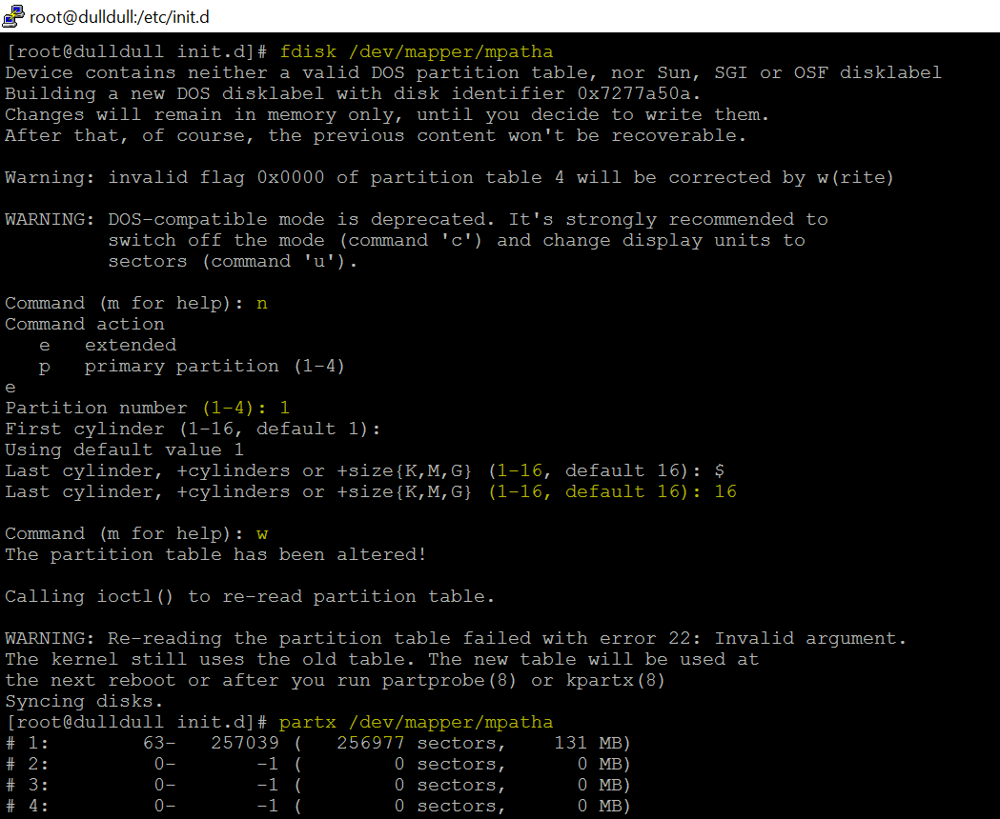 root@dulldull:/etc/init.d
[root@dulldull init.d]# fdisk /dev/mapper/mpatha
Device contains neither a valid DOS partition table, nor Sun, SGI or OSF disklabel
Building a new DOS disklabel with disk identifier 0x7277a50a.
Changes will remain in memory only, until you decide to write them.
After that, of course, the previous content won't be recoverable.

Warning: invalid flag 0x0000 of partition table 4 will be corrected by w(rite)

WARNING: DOS-compatible mode is deprecated. It's strongly recommended to
         switch off the mode (command 'c') and change display units to
         sectors (command 'u').

Command (m for help): n
Command action
   e   extended
   p   primary partition (1-4)
e
Partition number (1-4): 1
First cylinder (1-16, default 1):
Using default value 1
Last cylinder, +cylinders or +size{K,M,G} (1-16, default 16): $
Last cylinder, +cylinders or +size{K,M,G} (1-16, default 16): 16

Command (m for help): w
The partition table has been altered!

Calling ioctl() to re-read partition table.

WARNING: Re-reading the partition table failed with error 22: Invalid argument.
The kernel still uses the old table. The new table will be used at
the next reboot or after you run partprobe(8) or kpartx(8)
Syncing disks.
[root@dulldull init.d]# partx /dev/mapper/mpatha
# 1:        63-   257039 (   256977 sectors,    131 MB)
# 2:         0-       -1 (        0 sectors,      0 MB)
# 3:         0-       -1 (        0 sectors,      0 MB)
# 4:         0-       -1 (        0 sectors,      0 MB)